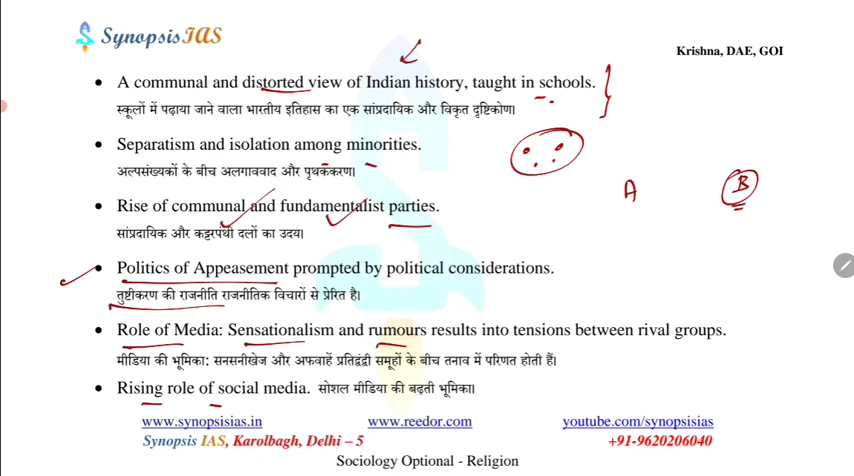 Synopsis IAS
Krishna, DAE, GOI
• A communal and distorted view of Indian history, taught in schools.
स्कूलों में पढ़ाया जाने वाला भारतीय इतिहास का एक सांप्रदायिक और विकृत दृष्टिकोण।
• Separatism and isolation among minorities.
अल्पसंख्यकों के बीच अलगाववाद और पृथक्करण।
A B
• Rise of communal and fundamentalist parties.
सांप्रदायिक और कट्टरपंथी दलों का उदय।
• Politics of Appeasement prompted by political considerations.
तुष्टीकरण की राजनीति राजनीतिक विचारों से प्रेरित है।
• Role of Media: Sensationalism and rumours results into tensions between rival groups.
मीडिया की भूमिका: सनसनीखेज और अफवाहें प्रतिद्वंद्वी समूहों के बीच तनाव में परिणत होती हैं।
• Rising role of social media. सोशल मीडिया की बढ़ती भूमिका।
www.synopsisias.in www.reedor.com youtube.com/synopsisias
Synopsis IAS, Karolbagh, Delhi – 5 +91-9620206040
Sociology Optional - Religion